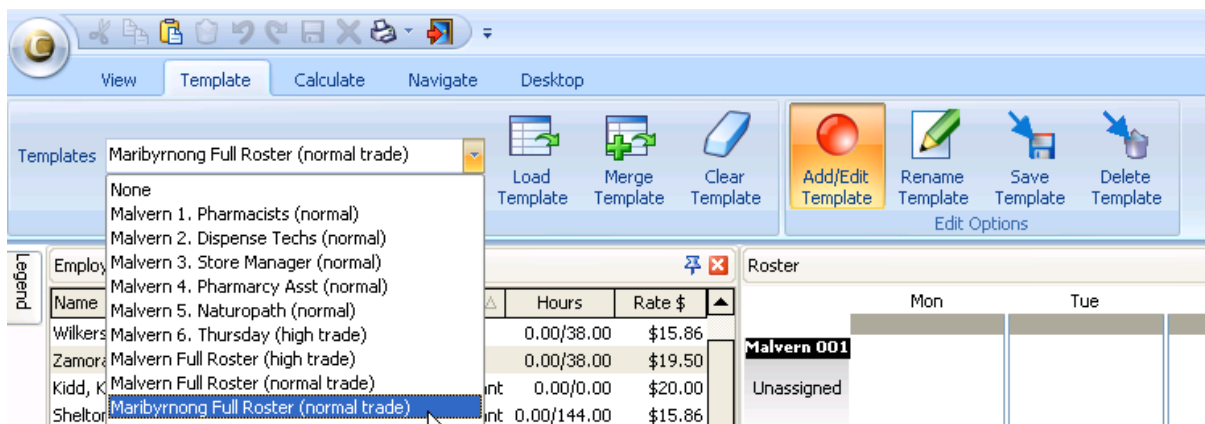 View Template Calculate Navigate Desktop
Templates Maribyrnong Full Roster (normal trade)
Load Template
Merge Template
Clear Template
Add/Edit Template
Rename Template
Save Template
Delete Template
Edit Options
None
Malvern 1. Pharmacists (normal)
Malvern 2. Dispense Techs (normal)
Malvern 3. Store Manager (normal)
Malvern 4. Pharmarcy Asst (normal)
Malvern 5. Naturopath (normal)
Malvern 6. Thursday (high trade)
Malvern Full Roster (high trade)
Malvern Full Roster (normal trade)
Maribyrnong Full Roster (normal trade)
Legend
Employ
Name Hours Rate $
Wilkers 0.00/38.00 $15.86
Zamora 0.00/38.00 $19.50
Kidd, K nt 0.00/0.00 $20.00
Shelton nt 0.00/144.00 $15.86
Roster
Mon Tue
Malvern 001
Unassigned